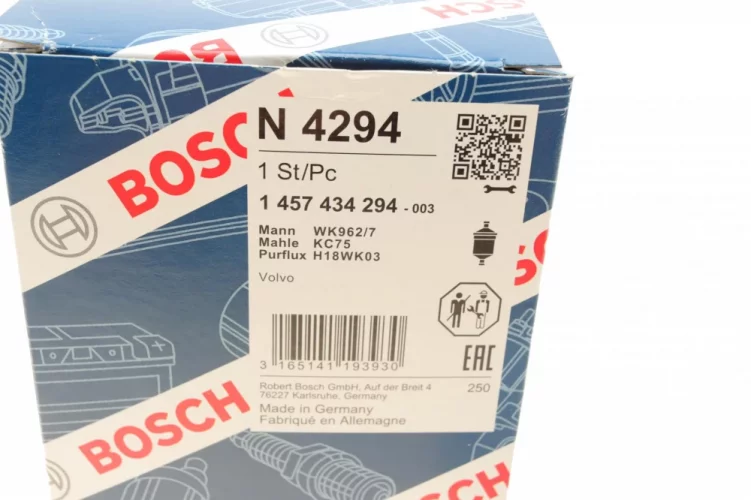 BOSCH
N 4294
1 St/Pc
1 457 434 294 - 003
Mann WK962/7
Mahle KC75
Purflux H18WK03
Volvo
3 165141 193930
EAC
Robert Bosch GmbH, Auf der Breit 4
76227 Karlsruhe, Germany
250
Made in Germany
Fabriqué en Allemagne
BOSCH